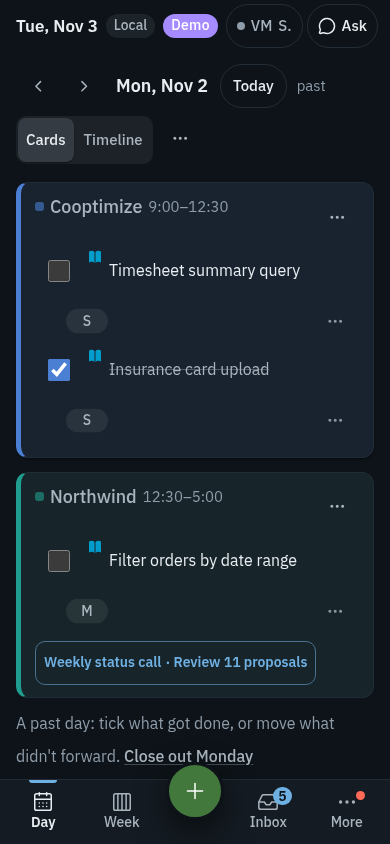 Tue, Nov 3 Local Demo VM S. Ask
Mon, Nov 2 Today past
Cards Timeline
Cooptimize 9:00–12:30
Timesheet summary query
S
Insurance card upload
S
Northwind 12:30–5:00
Filter orders by date range
M
Weekly status call · Review 11 proposals
A past day: tick what got done, or move what
didn't forward. Close out Monday
5
Day Week Inbox More